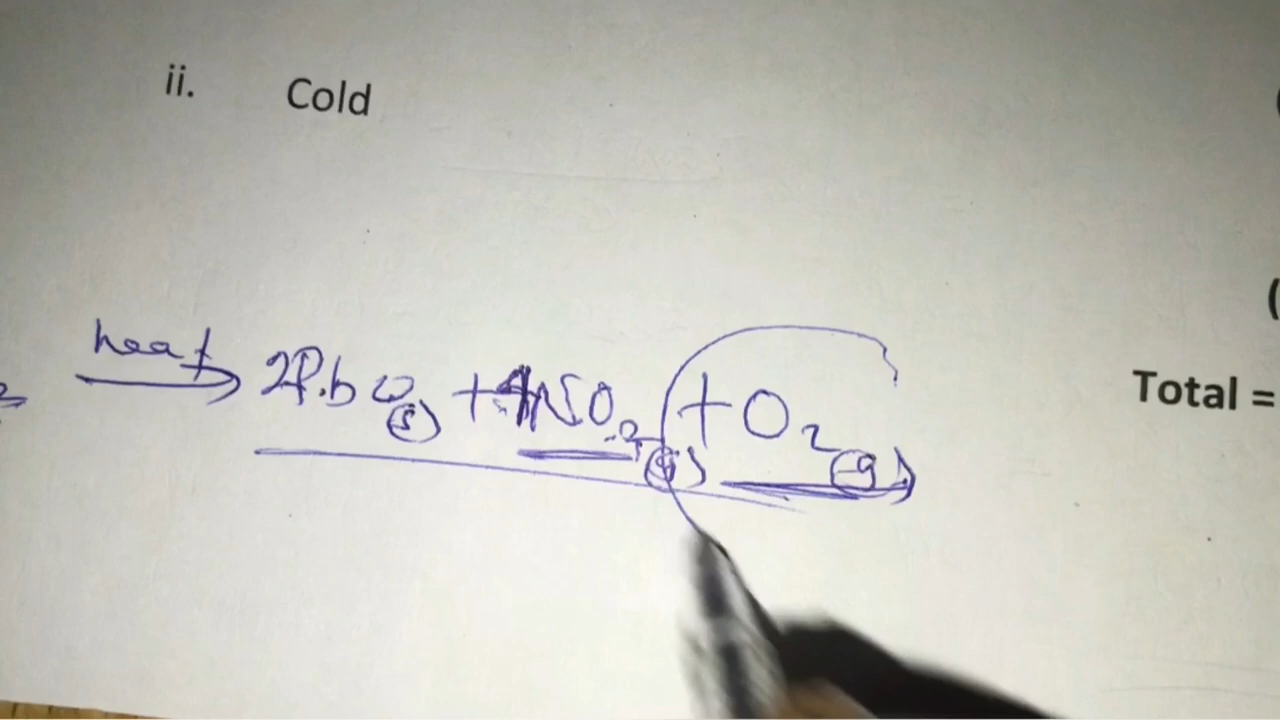 ii. Cold
heat → 2PbO(s) + 4NO₂(g) + O₂(g)
Total =